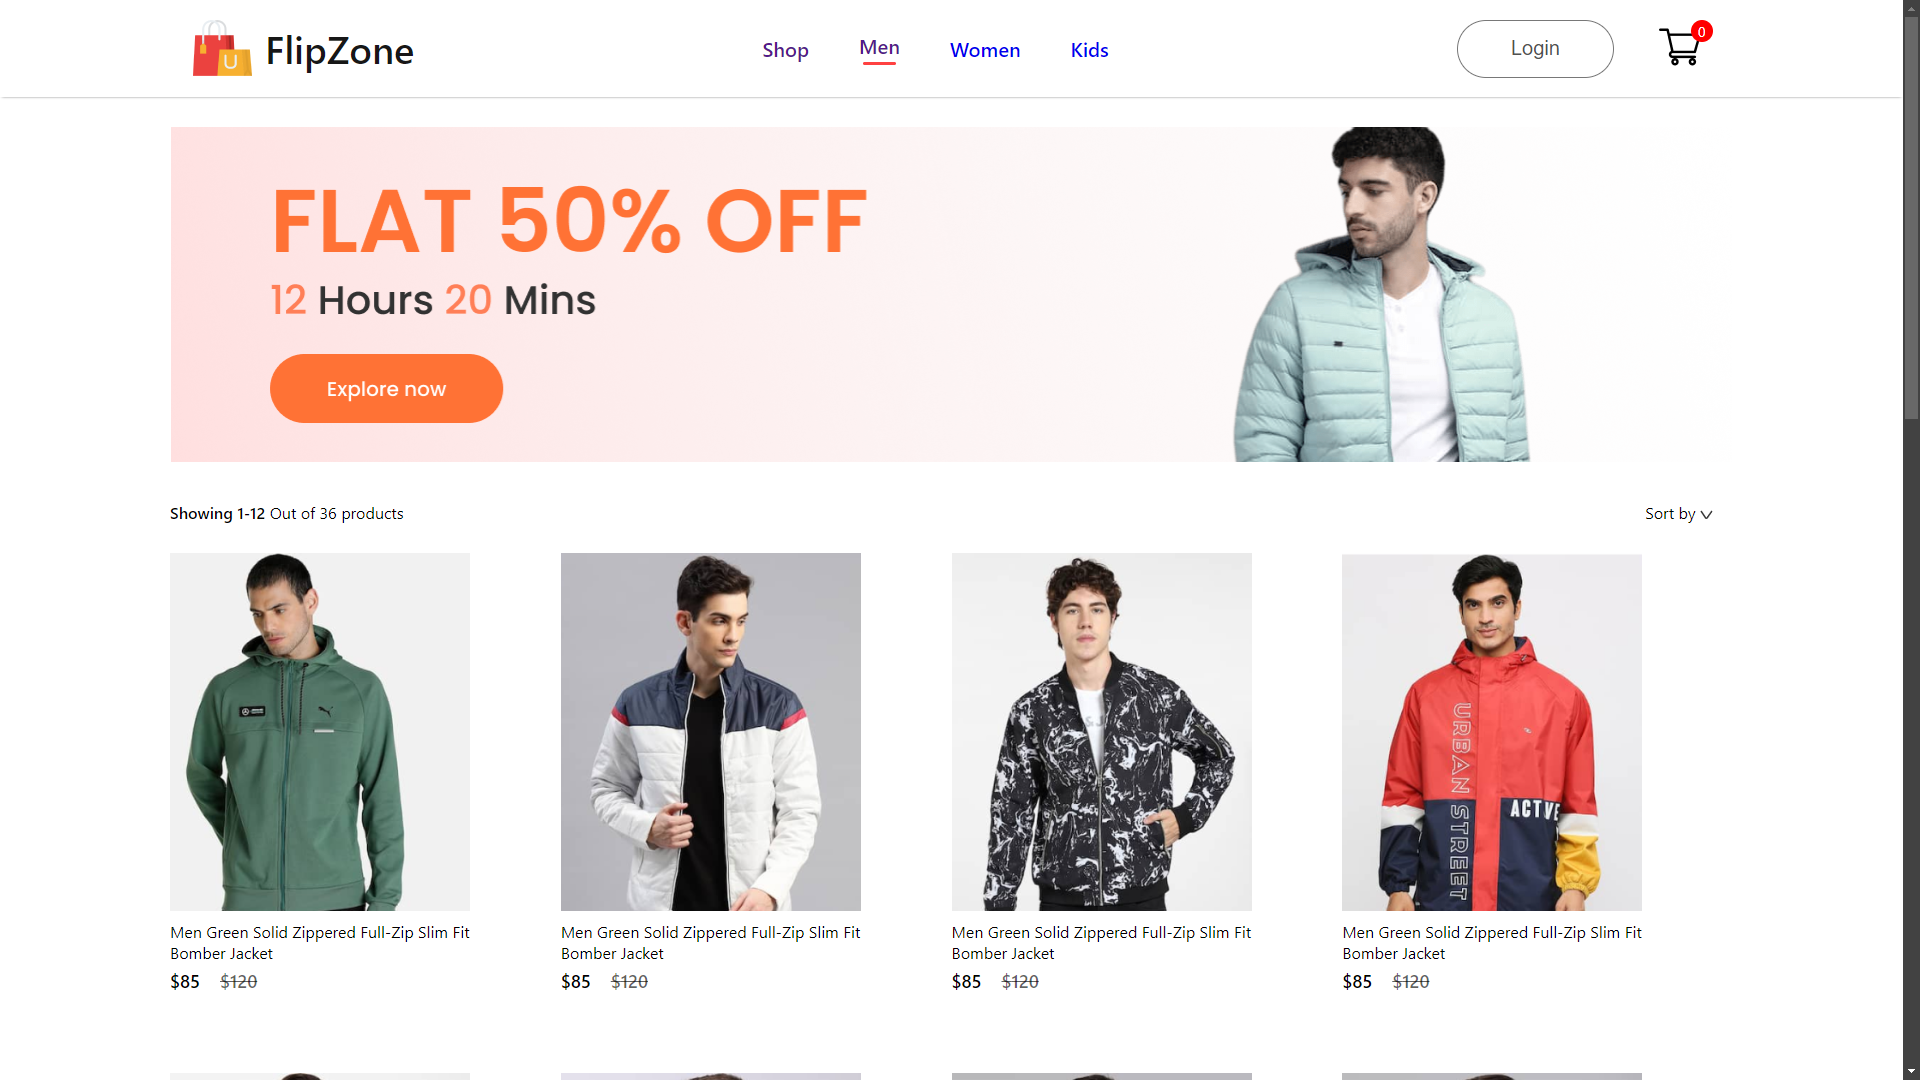 FlipZone
Shop
Men
Women
Kids
Login
0
FLAT 50% OFF
12 Hours 20 Mins
Explore now
Showing 1-12 Out of 36 products
Sort by
URBAN STREET
ACTIVE
Men Green Solid Zippered Full-Zip Slim Fit
Bomber Jacket
$85 $120
Men Green Solid Zippered Full-Zip Slim Fit
Bomber Jacket
$85 $120
Men Green Solid Zippered Full-Zip Slim Fit
Bomber Jacket
$85 $120
Men Green Solid Zippered Full-Zip Slim Fit
Bomber Jacket
$85 $120